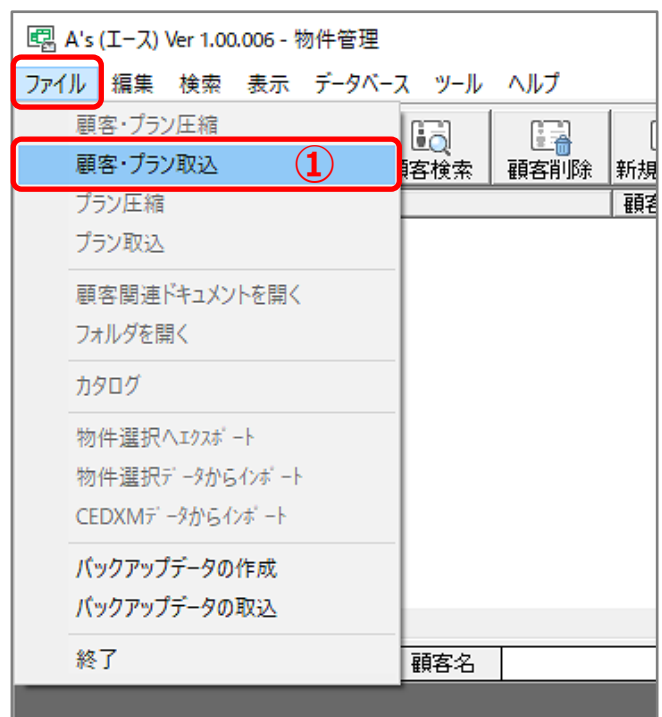 A's (エース) Ver 1.00.006 - 物件管理
ファイル 編集 検索 表示 データベース ツール ヘルプ
顧客・プラン圧縮
顧客・プラン取込 ①
客検索 顧客削除 新規
プラン圧縮
顧客
プラン取込
顧客関連ドキュメントを開く
フォルダを開く
カタログ
物件選択へエクスポート
物件選択データからインポート
CEDXMデータからインポート
バックアップデータの作成
バックアップデータの取込
終了
顧客名